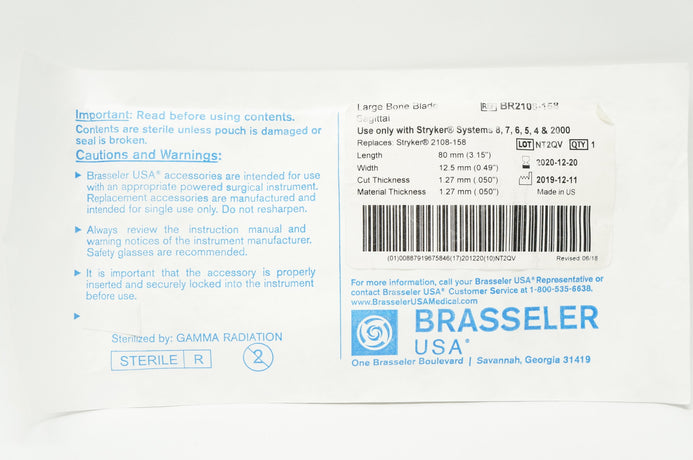 Important: Read before using contents.
Contents are sterile unless pouch is damaged or
seal is broken.
Cautions and Warnings:
▶ Brasseler USA® accessories are intended for use
with an appropriate powered surgical instrument.
Replacement accessories are manufactured and
intended for single use only. Do not resharpen.
▶ Always review the instruction manual and
warning notices of the instrument manufacturer.
Safety glasses are recommended.
▶ It is important that the accessory is properly
inserted and securely locked into the instrument
before use.
▶
Sterilized by: GAMMA RADIATION
STERILE R
2
Large Bone Blade REF BR2108-158
Sagittal
Use only with Stryker® Systems 8, 7, 6, 5, 4 & 2000
Replaces: Stryker® 2108-158 LOT NT2QV QTY 1
Length 80 mm (3.15") 2020-12-20
Width 12.5 mm (0.49")
Cut Thickness 1.27 mm (.050") 2019-12-11
Material Thickness 1.27 mm (.050") Made in US
(01)00887919675846(17)201220(10)NT2QV Revised 06/18
For more information, call your Brasseler USA® Representative or
contact Brasseler USA® Customer Service at 1-800-535-6638.
www.BrasselerUSAMedical.com
BRASSELER
USA®
One Brasseler Boulevard | Savannah, Georgia 31419